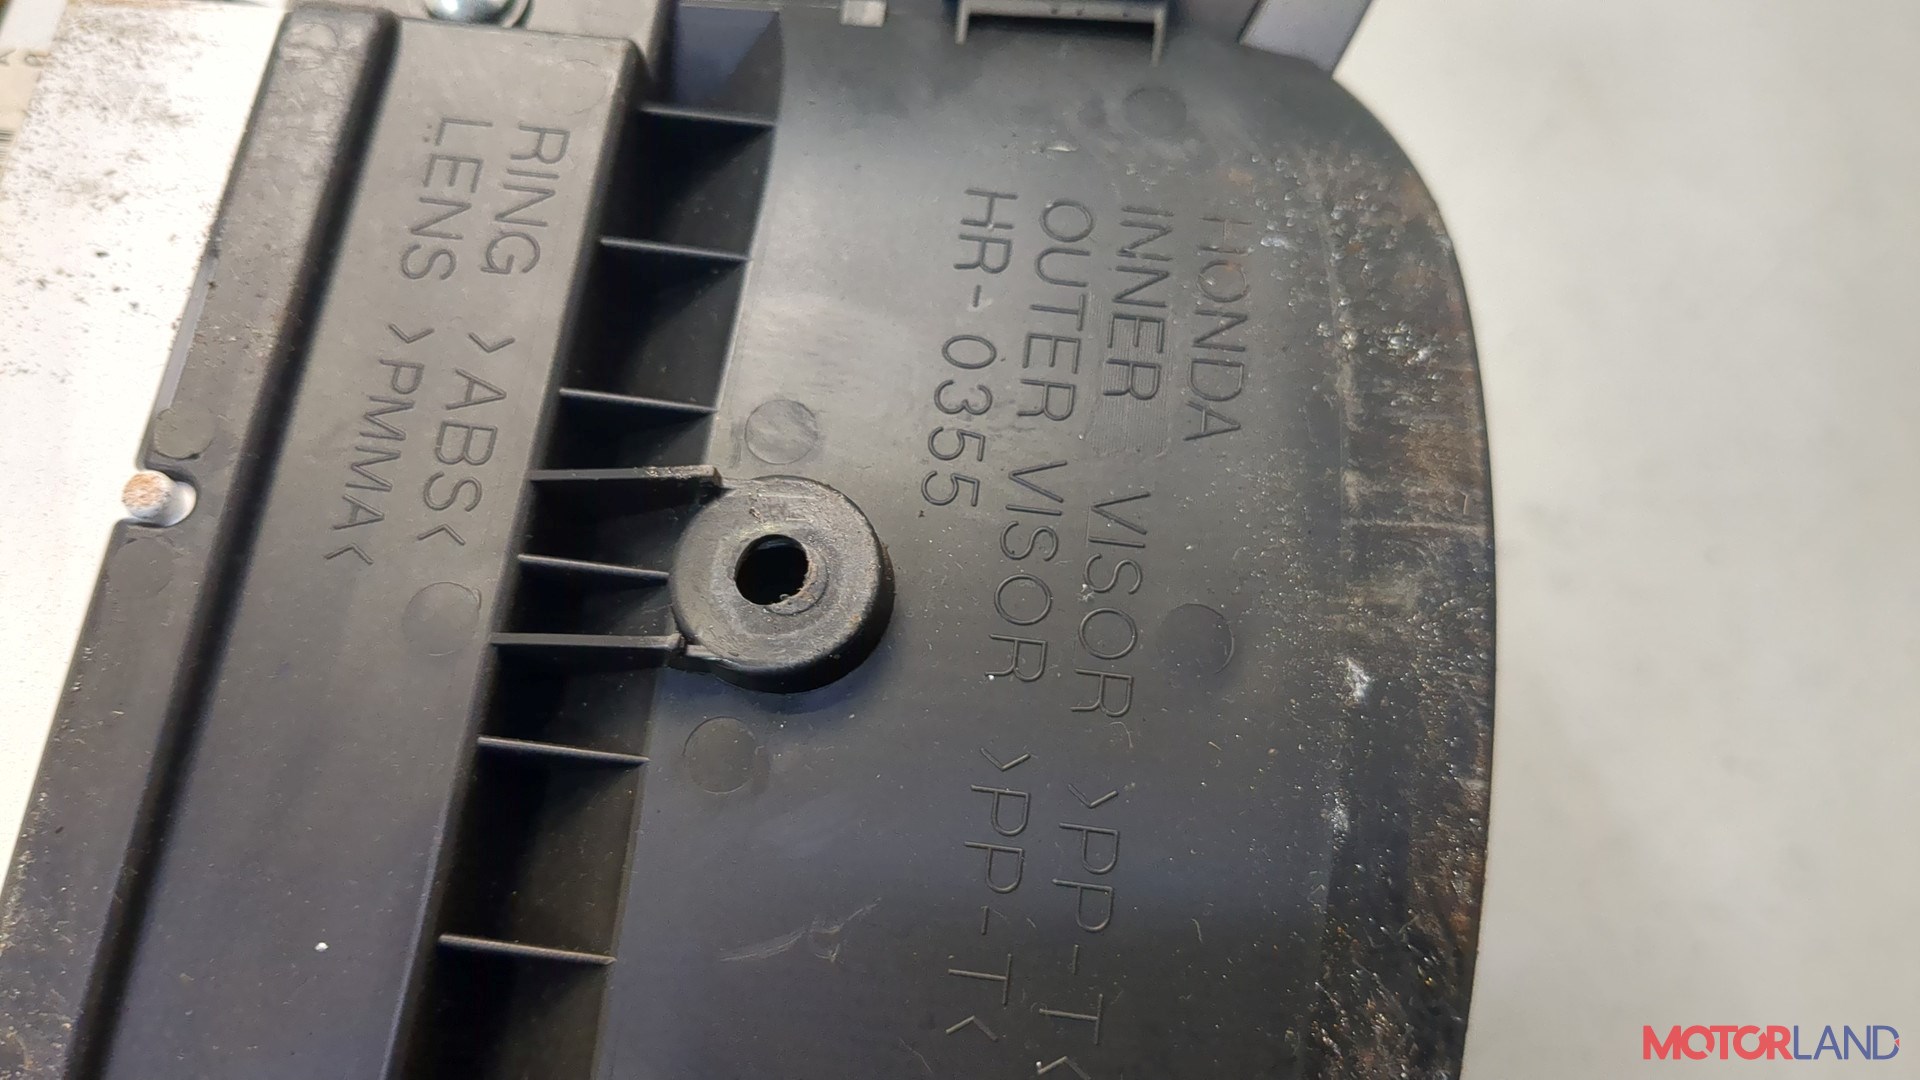 HONDA
INNER VISOR >PP-T<
OUTER VISOR >PP-T<
HR-0355
RING >ABS<
LENS >PMMA<
MOTORLAND